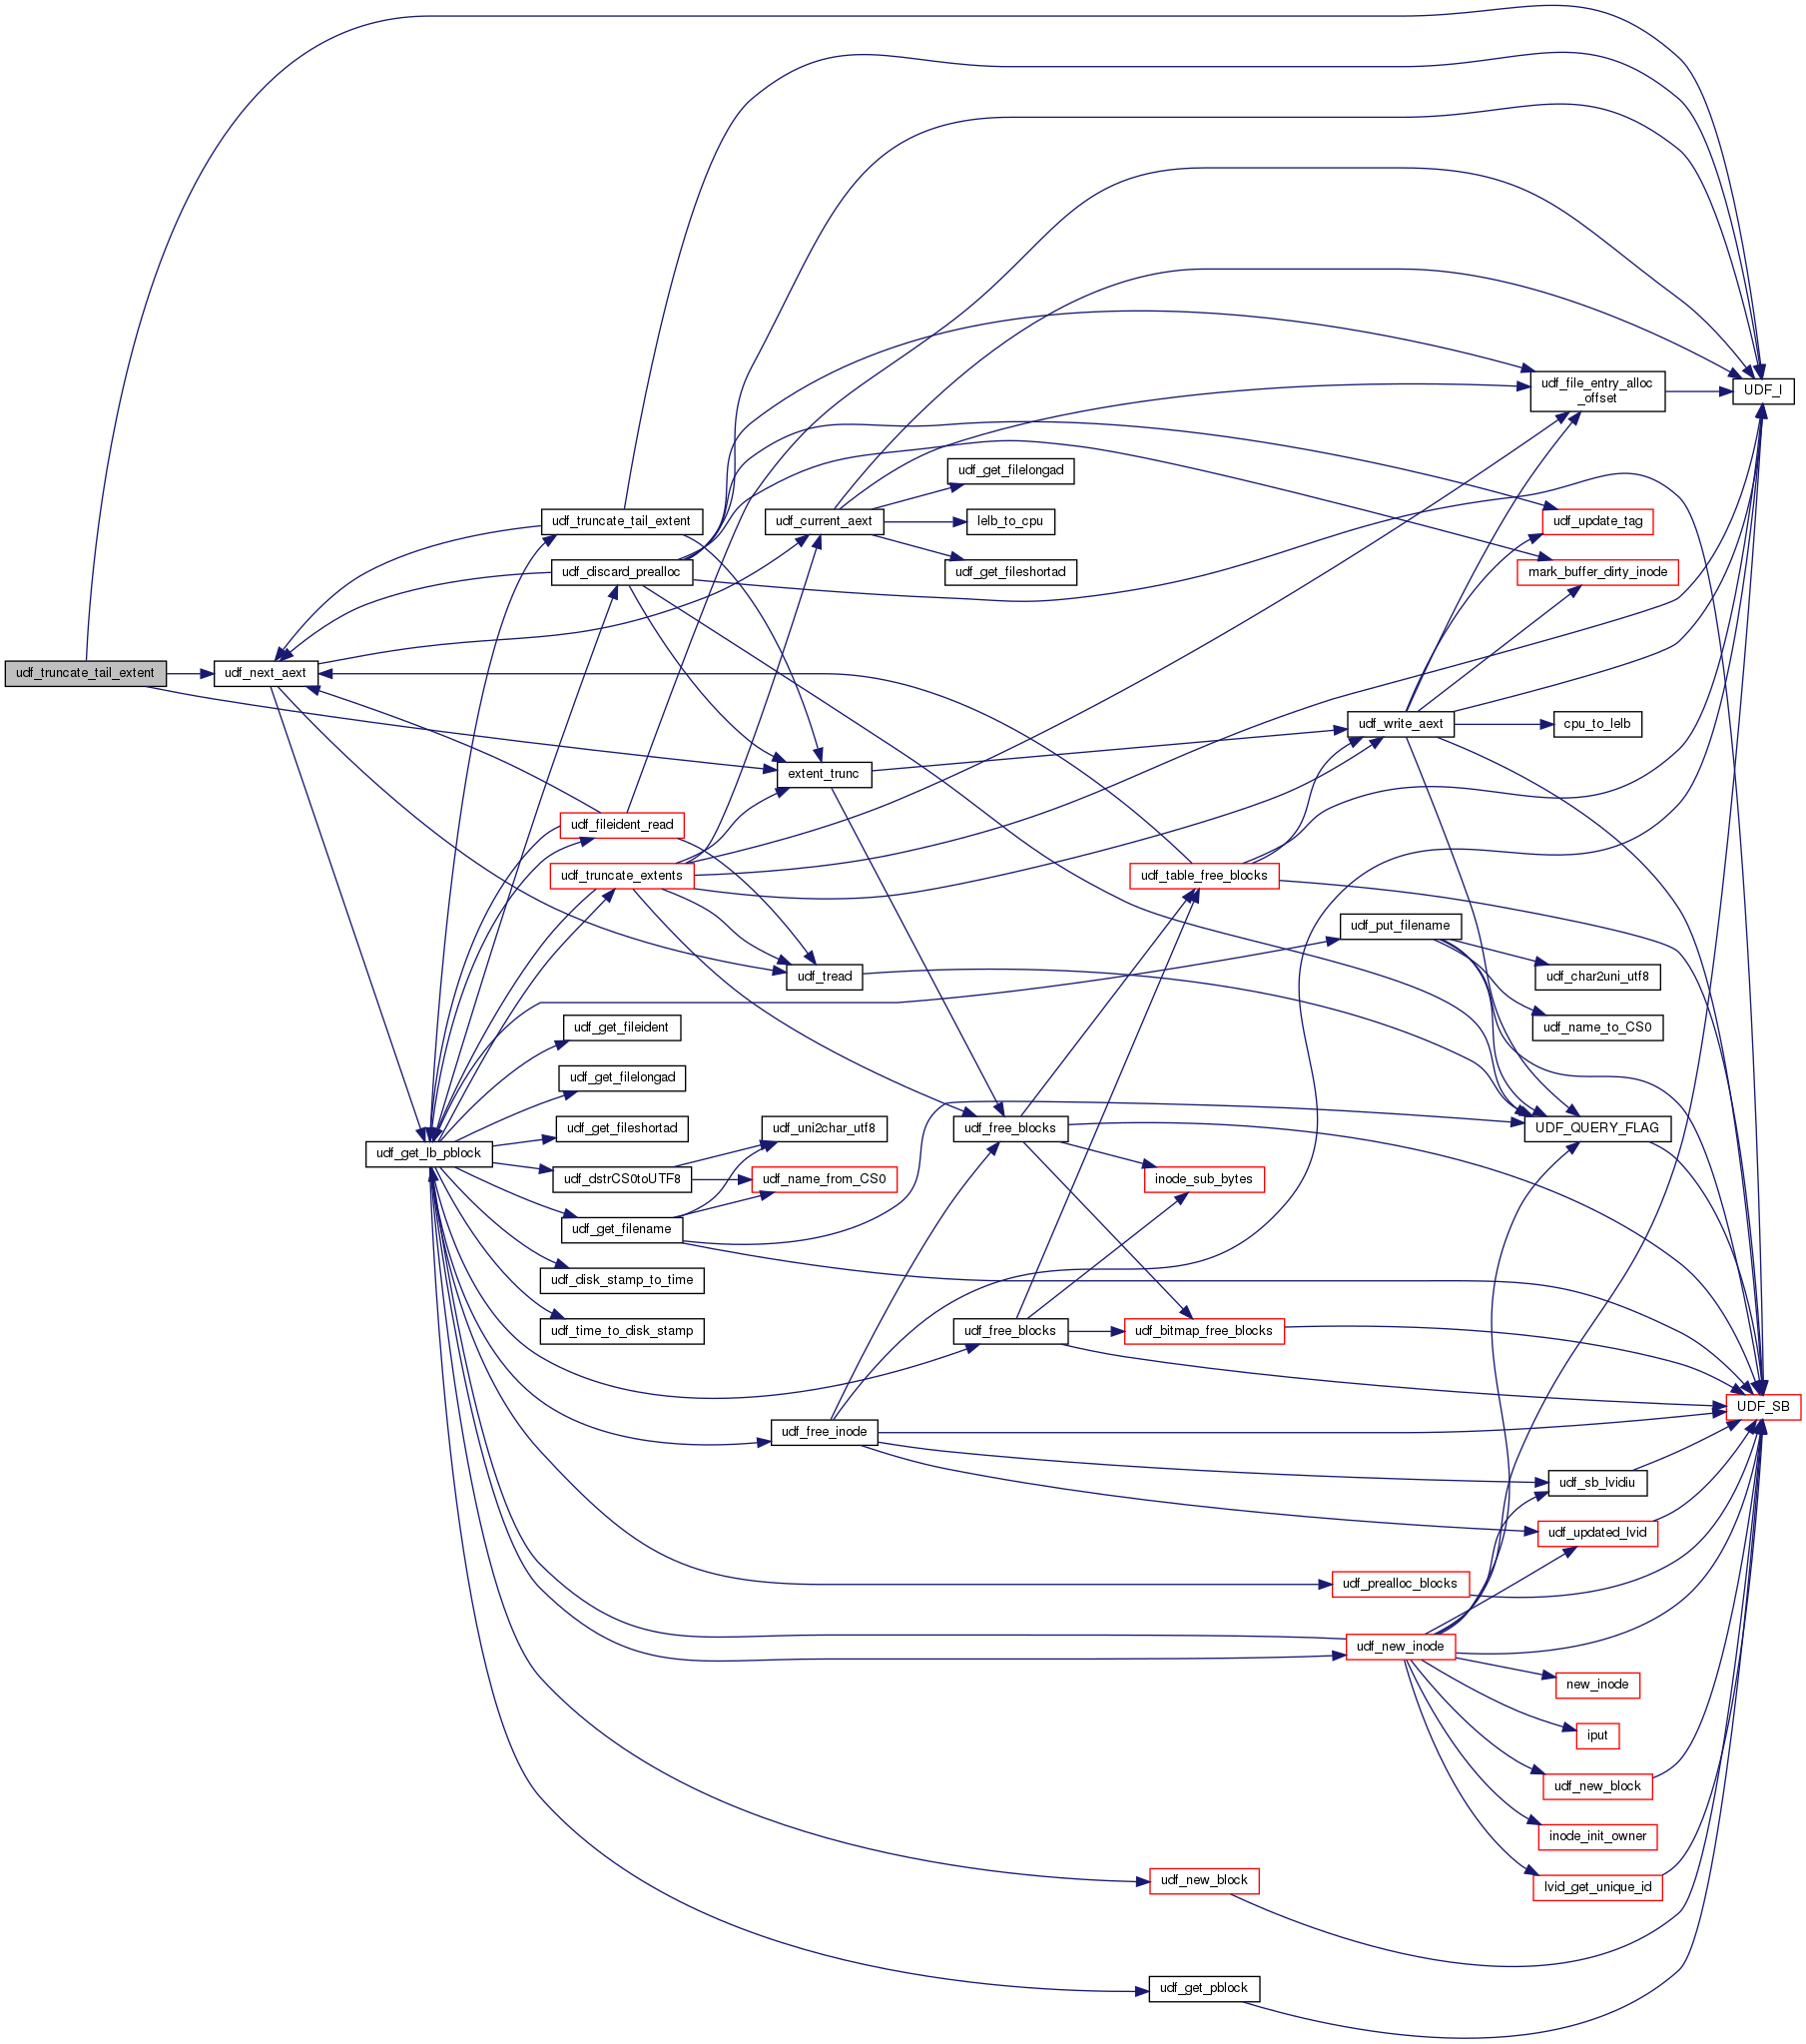 udf_file_entry_alloc
_offset
UDF_I
udf_get_filelongad
udf_truncate_tail_extent
udf_current_aext
lelb_to_cpu
udf_update_tag
udf_discard_prealloc
udf_get_fileshortad
mark_buffer_dirty_inode
udf_truncate_tail_extent
udf_next_aext
udf_write_aext
cpu_to_lelb
extent_trunc
udf_fileident_read
udf_truncate_extents
udf_table_free_blocks
udf_put_filename
udf_tread
udf_char2uni_utf8
udf_get_fileident
udf_name_to_CS0
udf_get_filelongad
udf_get_fileshortad
udf_uni2char_utf8
udf_free_blocks
UDF_QUERY_FLAG
udf_get_lb_pblock
udf_dstrCS0toUTF8
udf_name_from_CS0
inode_sub_bytes
udf_get_filename
udf_disk_stamp_to_time
udf_time_to_disk_stamp
udf_free_blocks
udf_bitmap_free_blocks
UDF_SB
udf_free_inode
udf_sb_lvidiu
udf_updated_lvid
udf_prealloc_blocks
udf_new_inode
new_inode
iput
udf_new_block
inode_init_owner
udf_new_block
lvid_get_unique_id
udf_get_pblock